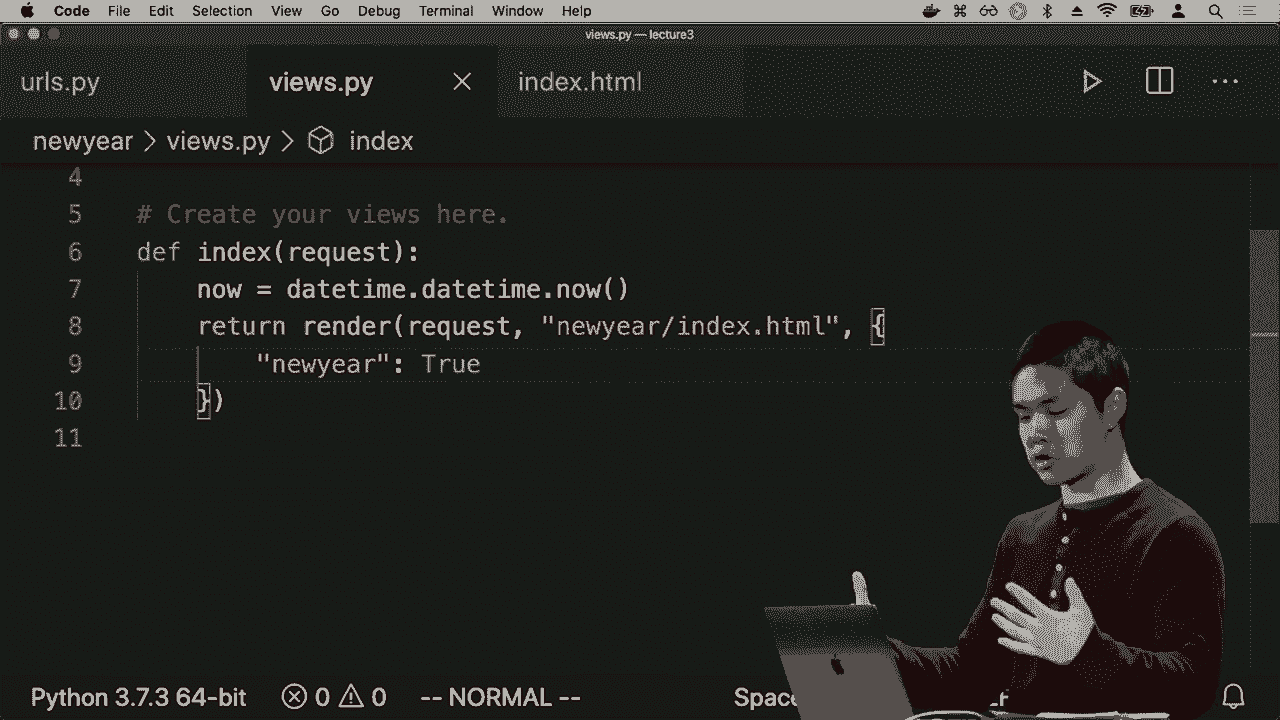 Code File Edit Selection View Go Debug Terminal Window Help
views.py — lecture3
urls.py views.py index.html
newyear > views.py > index
4
5 # Create your views here.
6 def index(request):
7 now = datetime.datetime.now()
8 return render(request, "newyear/index.html", {
9 "newyear": True
10 })
11
Python 3.7.3 64-bit 0 0 -- NORMAL --